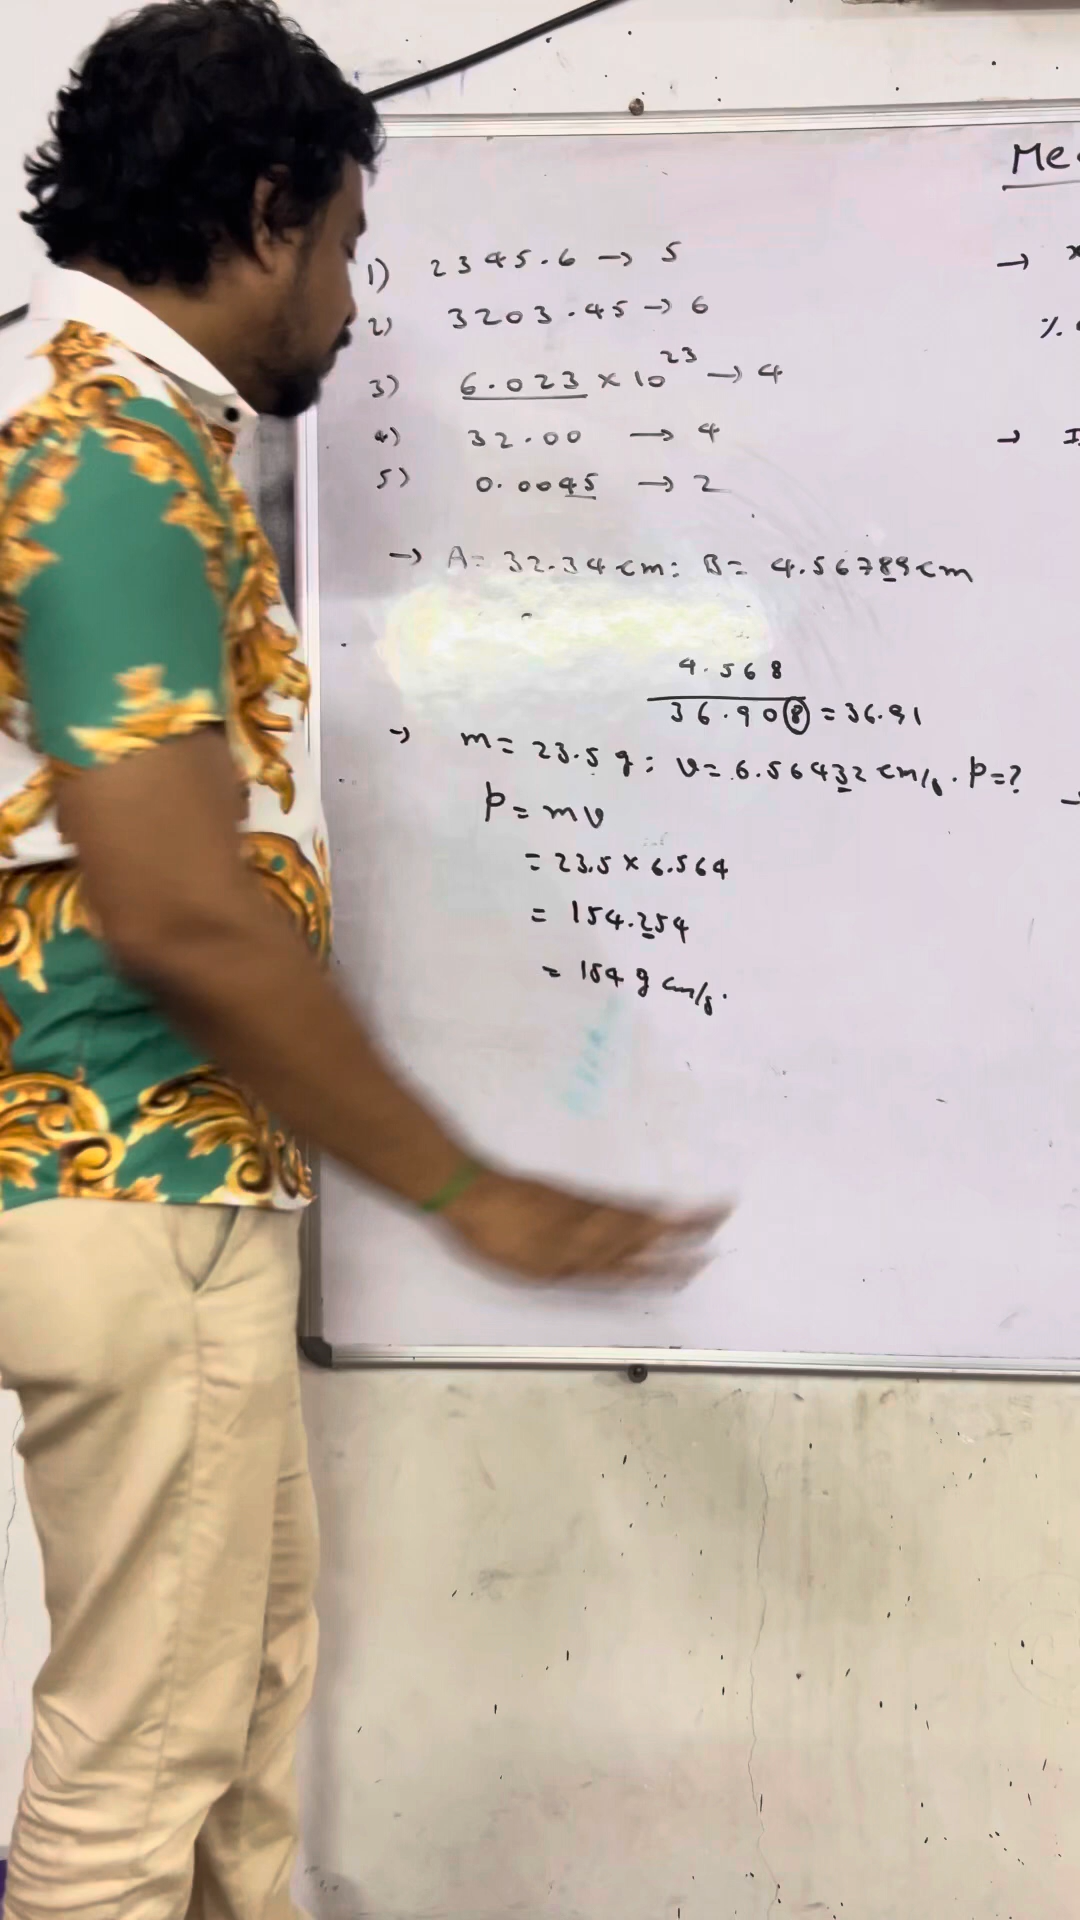 Me
1) 2345.6 → 5
2) 3203.45 → 6
3) 6.023 × 10²³ → 4
4) 32.00 → 4
5) 0.0045 → 2
→ A = 32.34 cm : B = 4.56789 cm
4.568
36.908 = 36.91
→ m = 23.5 g : v = 6.56432 cm/s. p = ?
p = mv
= 23.5 × 6.564
= 154.254
= 154 g cm/s.
→
%.
→ I